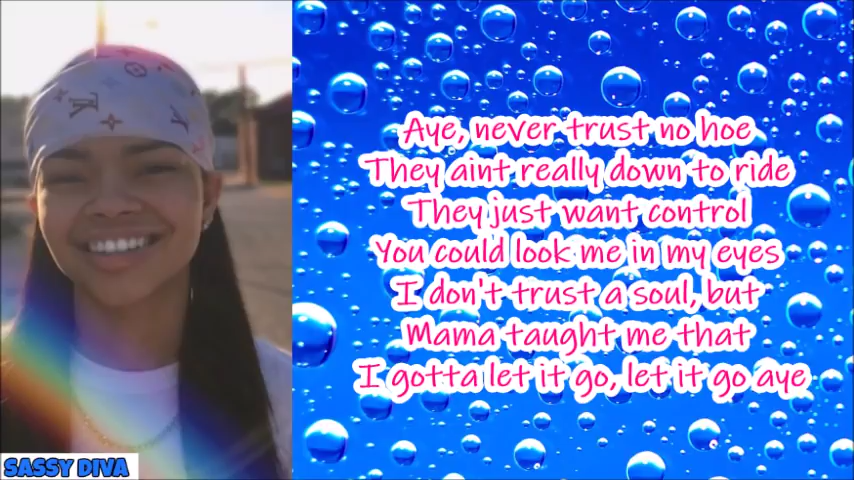 Aye, never trust no hoe
They aint really down to ride
They just want control
You could look me in my eyes
I don't trust a soul, but
Mama taught me that
I gotta let it go, let it go aye
SASSY DIVA